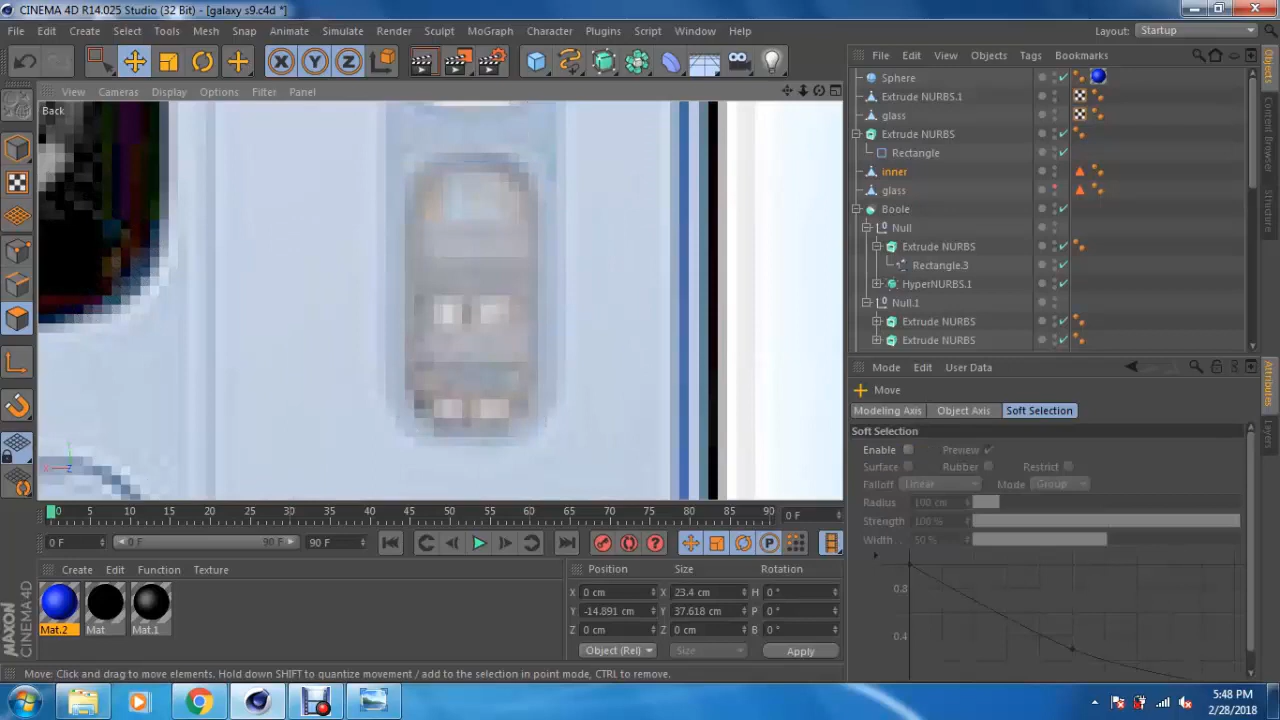 CINEMA 4D R14.025 Studio (32 Bit) - [galaxy s9.c4d *]
File Edit Create Select Tools Mesh Snap Animate Simulate Render Sculpt MoGraph Character Plugins Script Window Help Layout: Startup
X Y Z
File Edit View Objects Tags Bookmarks
View Cameras Display Options Filter Panel
Back
Sphere
Extrude NURBS.1
glass
Extrude NURBS
Rectangle
inner
glass
Boole
Null
Extrude NURBS
Rectangle.3
HyperNURBS.1
Null.1
Extrude NURBS
Extrude NURBS
Objects
Content Browser
Structure
Mode Edit User Data
Move
Modeling Axis Object Axis Soft Selection
Soft Selection
Enable Preview
Surface Rubber Restrict
Falloff Linear Mode Group
Radius 100 cm
Strength 100 %
Width 50 %
0.8
0.4
Attributes
Layers
0 5 10 15 20 25 30 35 40 45 50 55 60 65 70 75 80 85 90 0 F
0 F 0 F 90 F 90 F
Create Edit Function Texture
Mat.2 Mat Mat.1
Position Size Rotation
X 0 cm X 23.4 cm H 0 °
Y -14.891 cm Y 37.618 cm P 0 °
Z 0 cm Z 0 cm B 0 °
Object (Rel) Size Apply
MAXON CINEMA 4D
Move: Click and drag to move elements. Hold down SHIFT to quantize movement / add to the selection in point mode, CTRL to remove.
5:48 PM
2/28/2018